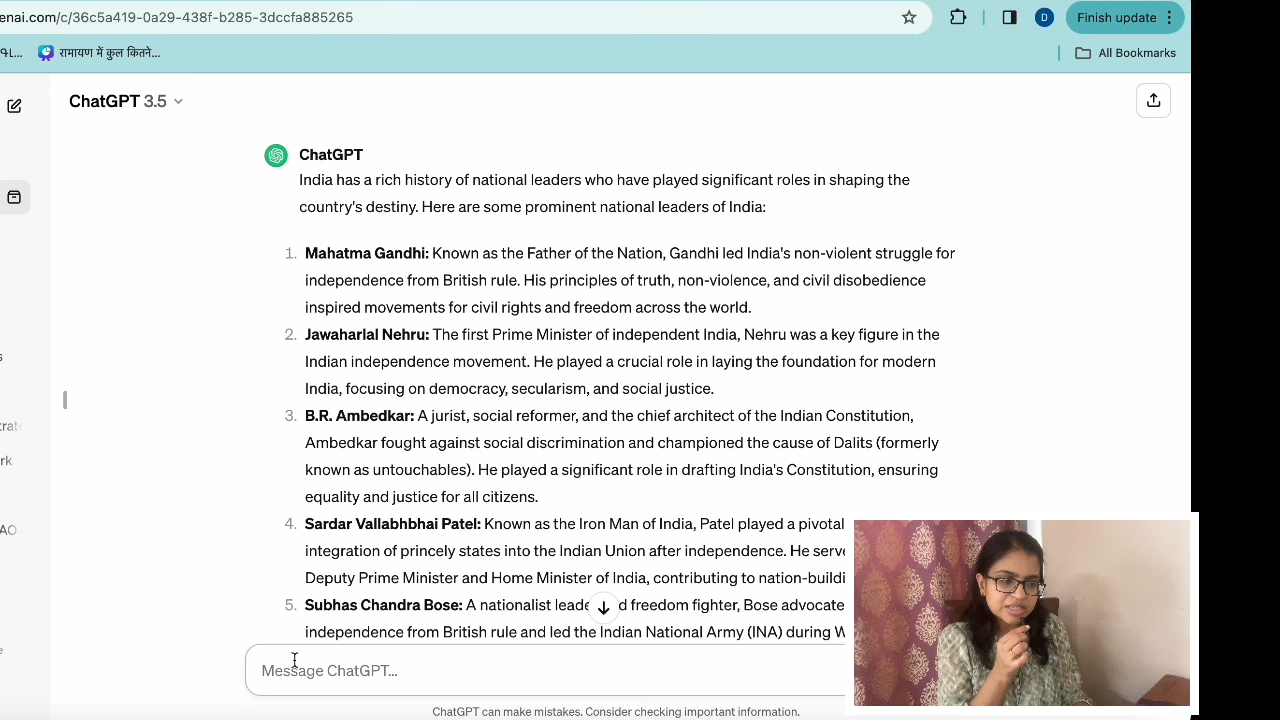 enai.com/c/36c5a419-0a29-438f-b285-3dccfa885265
D
Finish update
रामायण में कुल कितने...
All Bookmarks
ChatGPT 3.5
ChatGPT
India has a rich history of national leaders who have played significant roles in shaping the
country's destiny. Here are some prominent national leaders of India:
1. Mahatma Gandhi: Known as the Father of the Nation, Gandhi led India's non-violent struggle for
independence from British rule. His principles of truth, non-violence, and civil disobedience
inspired movements for civil rights and freedom across the world.
2. Jawaharlal Nehru: The first Prime Minister of independent India, Nehru was a key figure in the
Indian independence movement. He played a crucial role in laying the foundation for modern
India, focusing on democracy, secularism, and social justice.
3. B.R. Ambedkar: A jurist, social reformer, and the chief architect of the Indian Constitution,
Ambedkar fought against social discrimination and championed the cause of Dalits (formerly
known as untouchables). He played a significant role in drafting India's Constitution, ensuring
equality and justice for all citizens.
4. Sardar Vallabhbhai Patel: Known as the Iron Man of India, Patel played a pivotal
integration of princely states into the Indian Union after independence. He serve
Deputy Prime Minister and Home Minister of India, contributing to nation-buildi
5. Subhas Chandra Bose: A nationalist leade d freedom fighter, Bose advocate
independence from British rule and led the Indian National Army (INA) during W
Message ChatGPT...
ChatGPT can make mistakes. Consider checking important information.